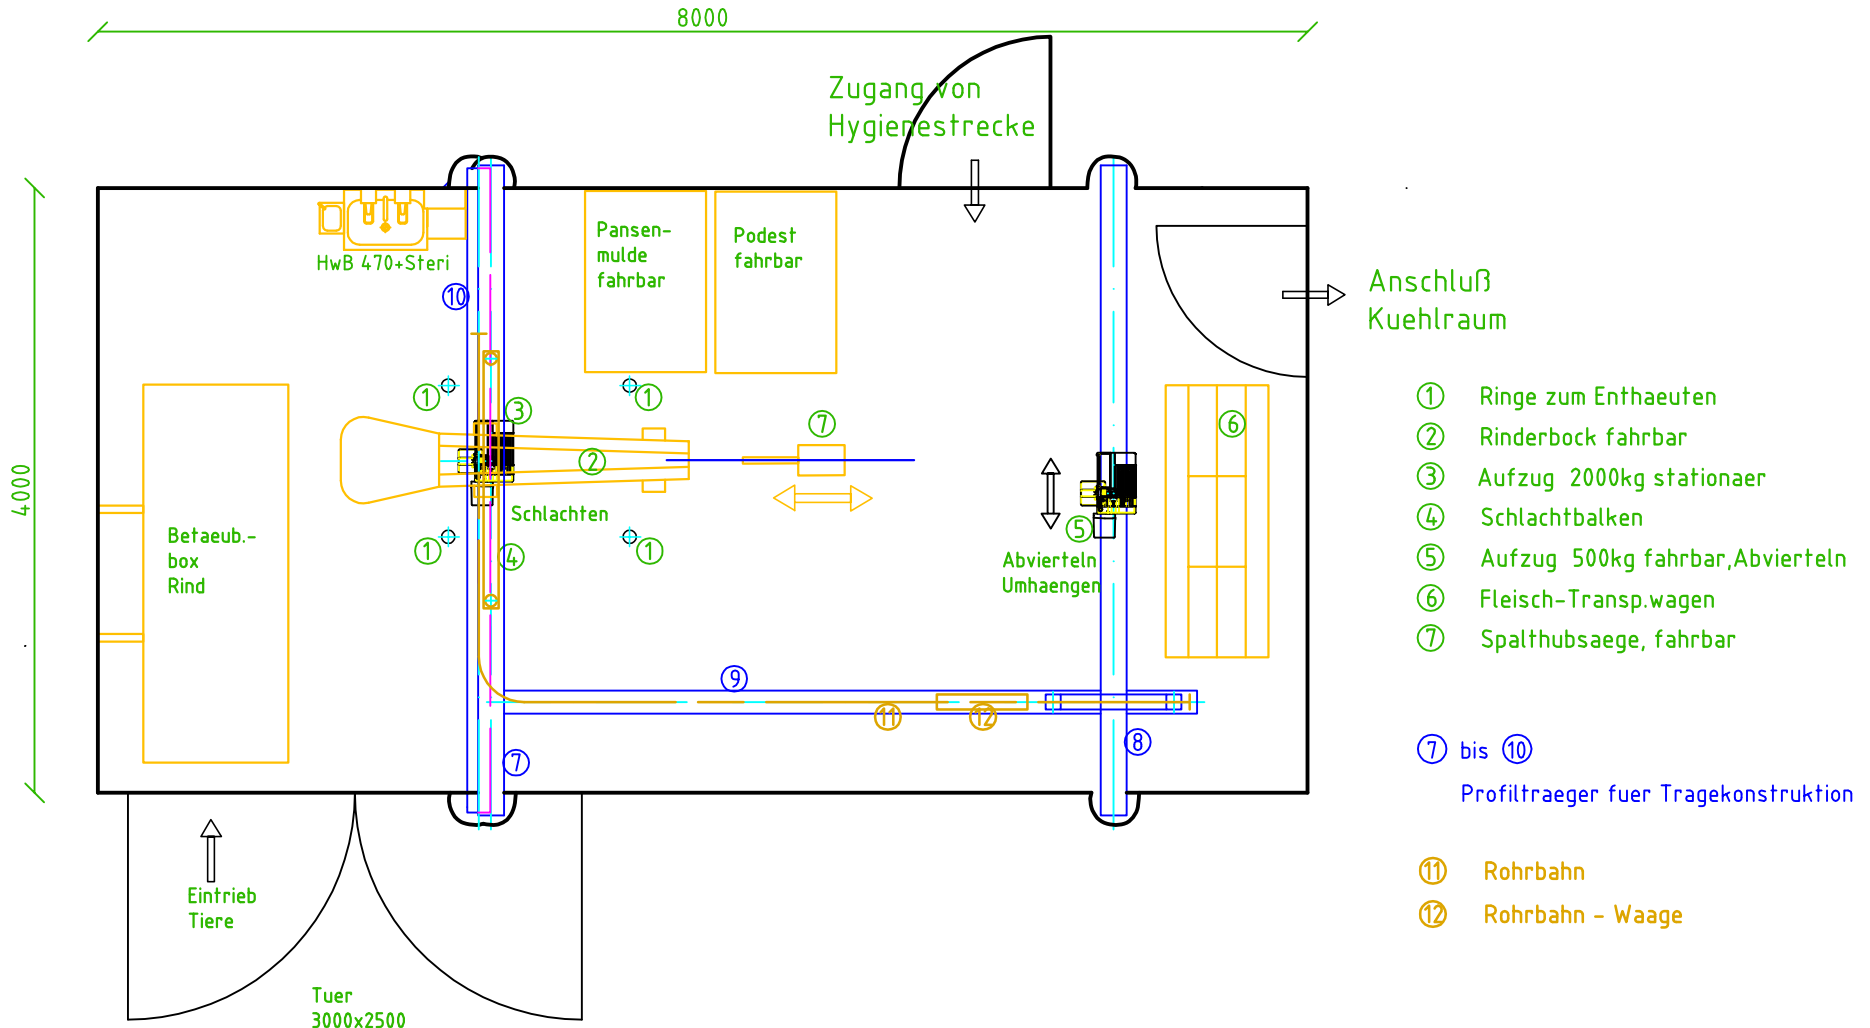 8000
Zugang von
Hygienestrecke
4000
HwB 470+Steri
Pansen-
mulde
fahrbar
Podest
fahrbar
10
Anschluß
Kuehlraum
1
1
3
7
6
2
Schlachten
Betaeub.-
box
Rind
1
4
1
5
Abvierteln
Umhaengen
9
11
12
8
7
Eintrieb
Tiere
Tuer
3000x2500
1 Ringe zum Enthaeuten
2 Rinderbock fahrbar
3 Aufzug 2000kg stationaer
4 Schlachtbalken
5 Aufzug 500kg fahrbar,Abvierteln
6 Fleisch-Transp.wagen
7 Spalthubsaege, fahrbar
7 bis 10
Profiltraeger fuer Tragekonstruktion
11 Rohrbahn
12 Rohrbahn - Waage